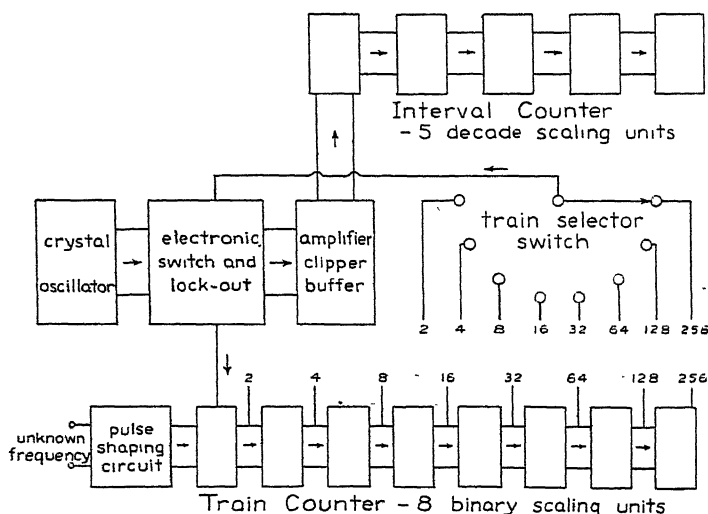 Interval Counter
- 5 decade scaling units
crystal
oscillator
electronic
switch and
lock-out
amplifier
clipper
buffer
train selector
switch
2 4 8 16 32 64 128 256
2 4 8 16 32 64 128 256
unknown
frequency
pulse
shaping
circuit
Train Counter - 8 binary scaling units